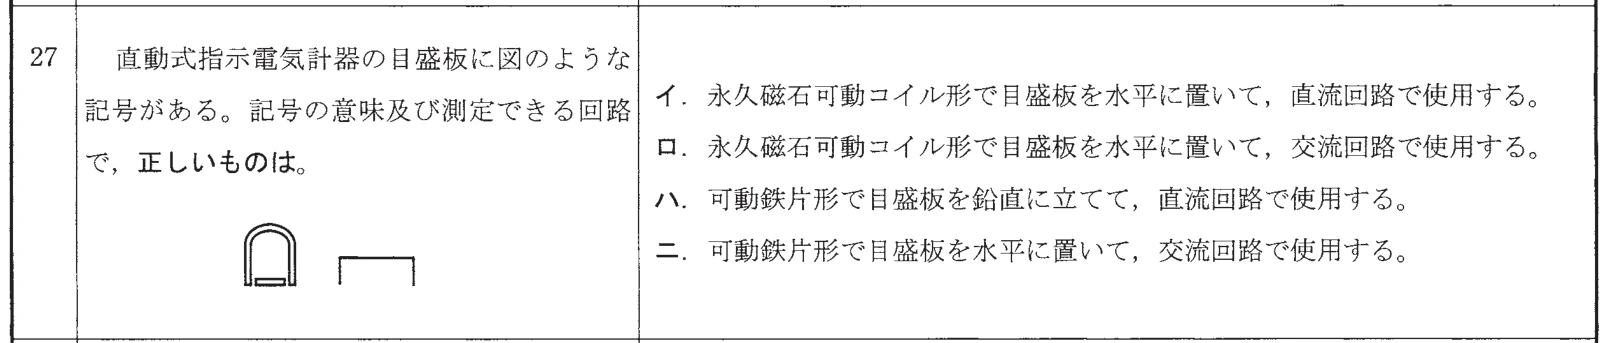 27
直動式指示電気計器の目盛板に図のような
記号がある。記号の意味及び測定できる回路
で，正しいものは。
イ．永久磁石可動コイル形で目盛板を水平に置いて，直流回路で使用する。
ロ．永久磁石可動コイル形で目盛板を水平に置いて，交流回路で使用する。
ハ．可動鉄片形で目盛板を鉛直に立てて，直流回路で使用する。
ニ．可動鉄片形で目盛板を水平に置いて，交流回路で使用する。